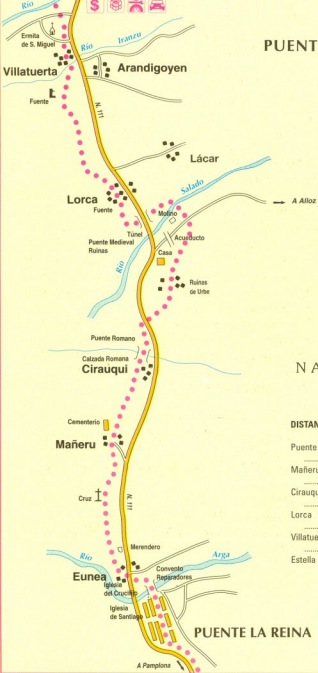 Río
$
Ermita
de S. Miguel
Río Iranzu
PUENT
Villatuerta
Arandigoyen
Fuente
N. 111
Lácar
Lorca
Fuente
Salado
Molino
A Alloz
Túnel
Puente Medieval
Ruinas
Acueducto
Casa
Río
Ruinas
de Urbe
Puente Romano
Calzada Romana
Cirauqui
N A
Cementerio
Mañeru
DISTAN
Puente
Mañeru
Cirauqu
Lorca
Villatue
Estella
Cruz
N. 111
Merendero
Río
Arga
Eunea
Convento
Reparadores
Iglesia
del Crucifijo
Iglesia
de Santiago
PUENTE LA REINA
A Pamplona